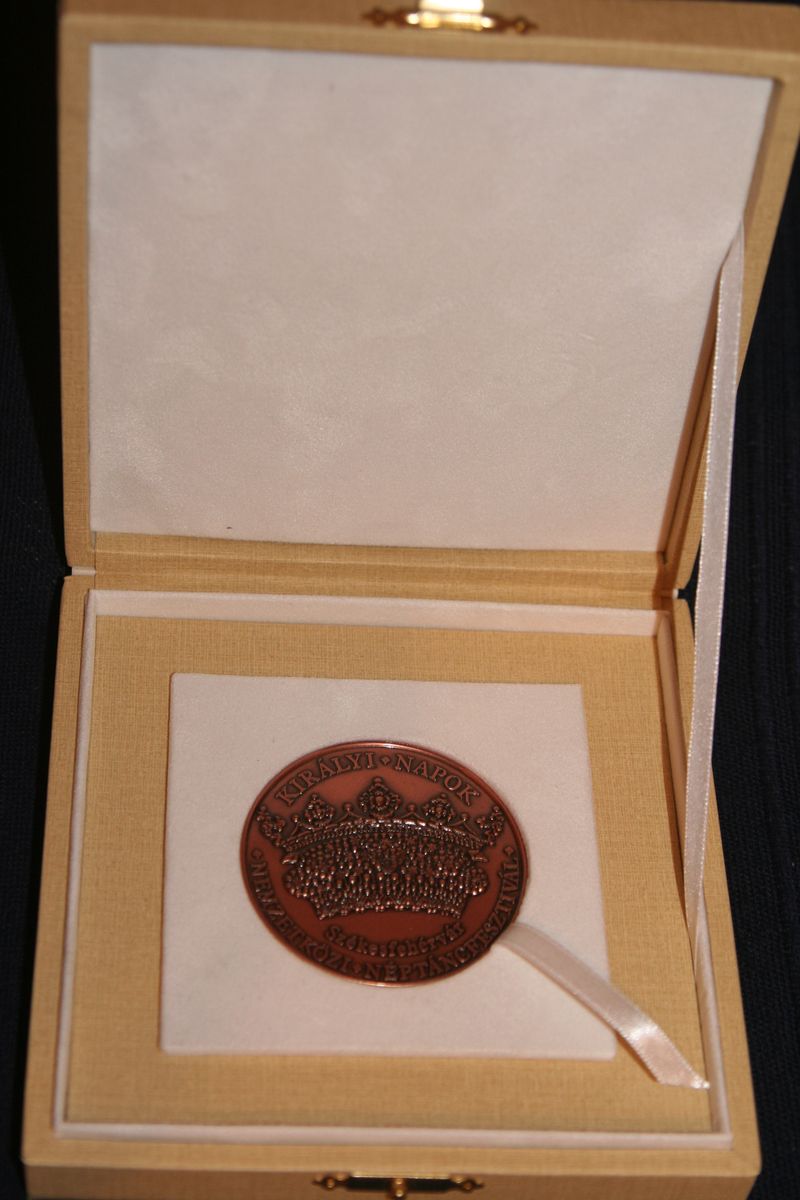 KIRÁLYI NAPOK
Székesfehérvár
NEMZETKÖZI NÉPTÁNCFESZTIVÁL